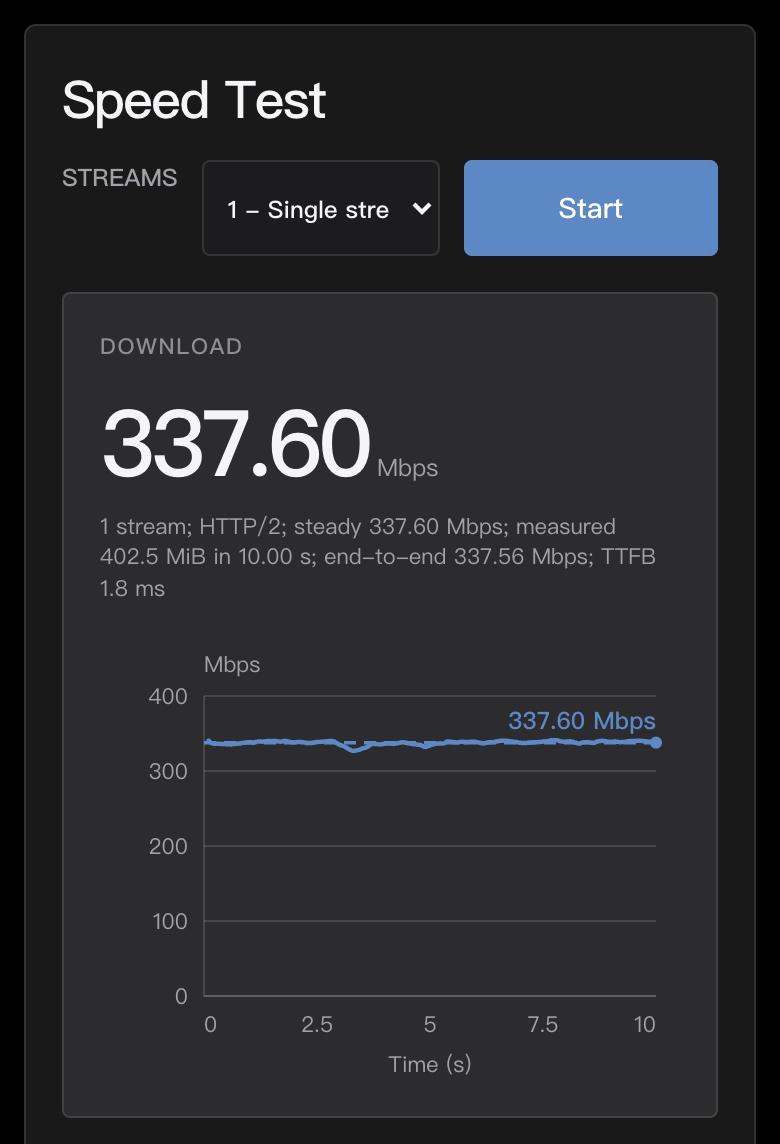 Speed Test
STREAMS
1 – Single stre
Start
DOWNLOAD
337.60 Mbps
1 stream; HTTP/2; steady 337.60 Mbps; measured
402.5 MiB in 10.00 s; end-to-end 337.56 Mbps; TTFB
1.8 ms
Mbps
400
337.60 Mbps
300
200
100
0
0 2.5 5 7.5 10
Time (s)